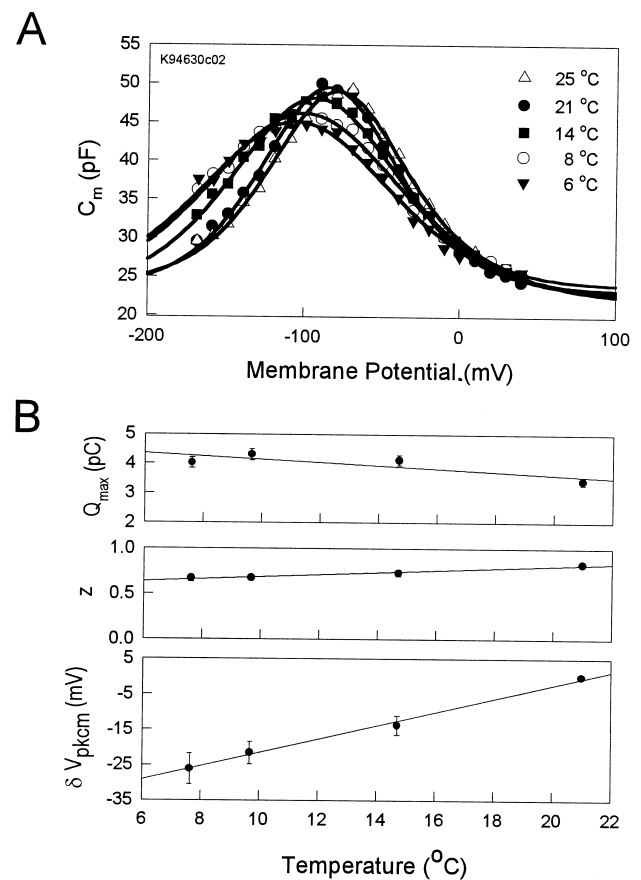 A
K94630c02
55
50
45
40
35
30
25
20
C_m (pF)
△ 25 °C
● 21 °C
■ 14 °C
○ 8 °C
▼ 6 °C
-200 -100 0 100
Membrane Potential.(mV)
B
5
4
3
2
Q_max (pC)
1.0
0.5
0.0
z
5
-5
-15
-25
-35
δ V_pkcm (mV)
6 8 10 12 14 16 18 20 22
Temperature (°C)